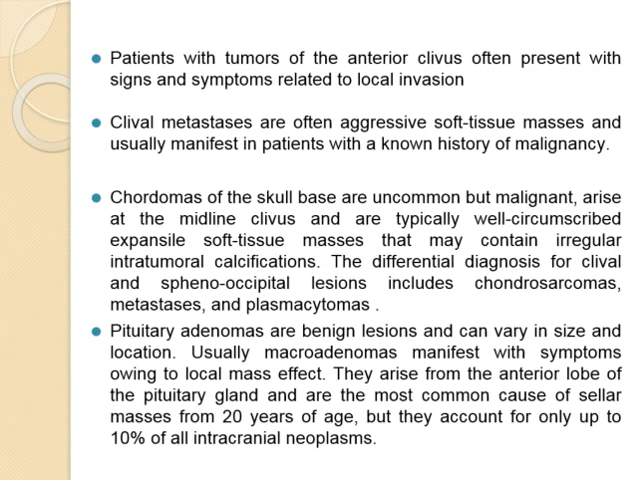 Patients with tumors of the anterior clivus often present with
signs and symptoms related to local invasion
Clival metastases are often aggressive soft-tissue masses and
usually manifest in patients with a known history of malignancy.
Chordomas of the skull base are uncommon but malignant, arise
at the midline clivus and are typically well-circumscribed
expansile soft-tissue masses that may contain irregular
intratumoral calcifications. The differential diagnosis for clival
and spheno-occipital lesions includes chondrosarcomas,
metastases, and plasmacytomas .
Pituitary adenomas are benign lesions and can vary in size and
location. Usually macroadenomas manifest with symptoms
owing to local mass effect. They arise from the anterior lobe of
the pituitary gland and are the most common cause of sellar
masses from 20 years of age, but they account for only up to
10% of all intracranial neoplasms.